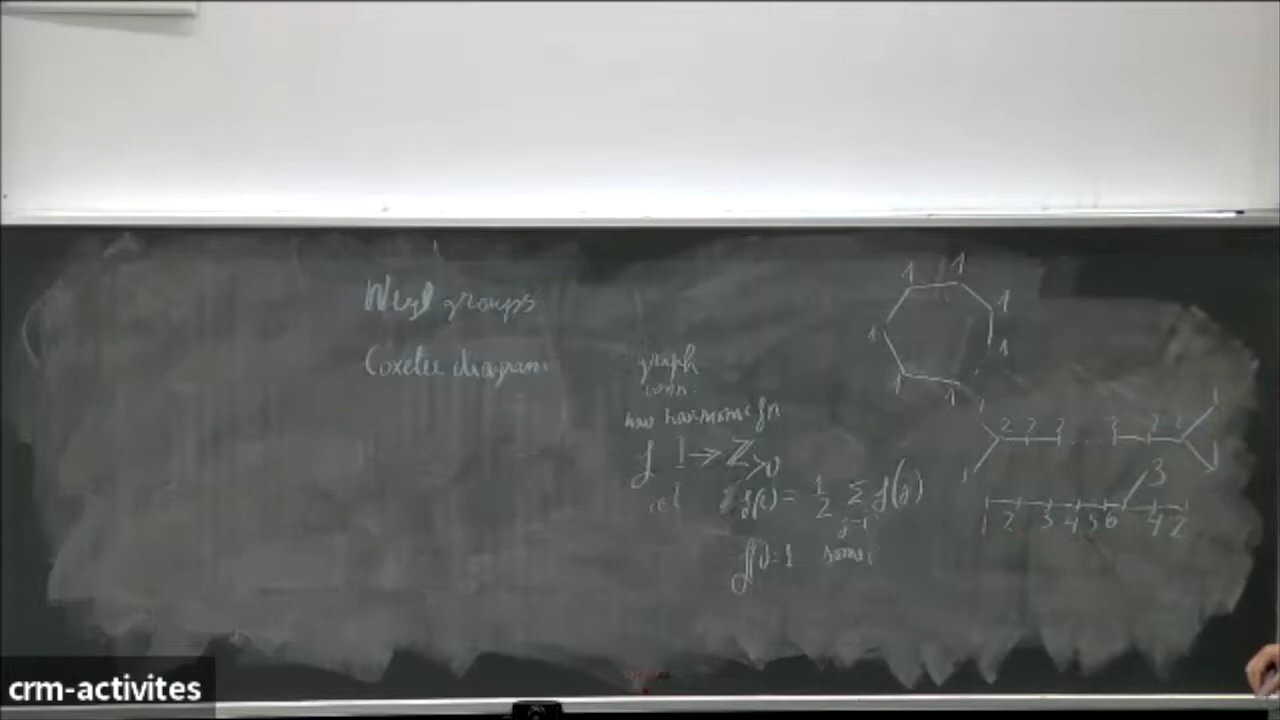 Weyl groups
Coxeter diagram
graph
conn.
harmonic fn
f I → ℤ>0
i∈I f(i) = 1/2 Σ f(j)
j–i
f(i)=1 some i
1 1
1
1
1
1
1
1 1
2 2 2 . . . 2 2 2
1 1
3
1 2 3 4 5 6 4 2
crm-activites